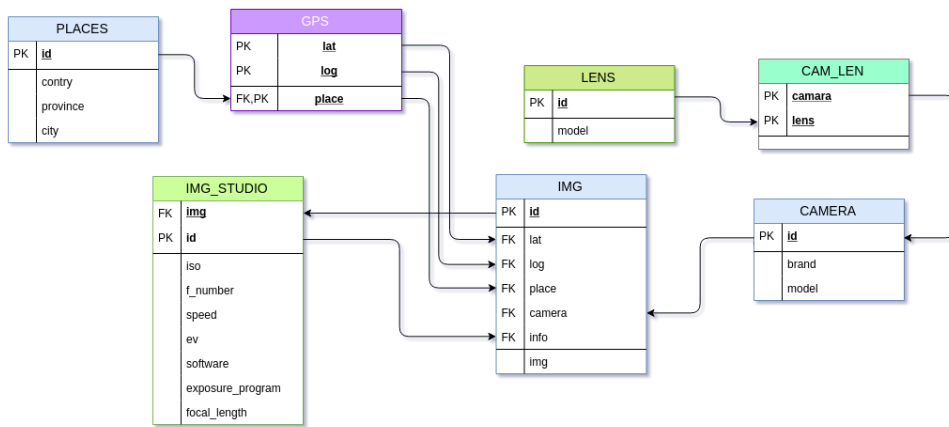 PLACES
PK id
contry
province
city
GPS
PK lat
PK log
FK,PK place
LENS
PK id
model
CAM_LEN
PK camara
PK lens
IMG_STUDIO
FK img
PK id
iso
f_number
speed
ev
software
exposure_program
focal_length
IMG
PK id
FK lat
FK log
FK place
FK camera
FK info
img
CAMERA
PK id
brand
model